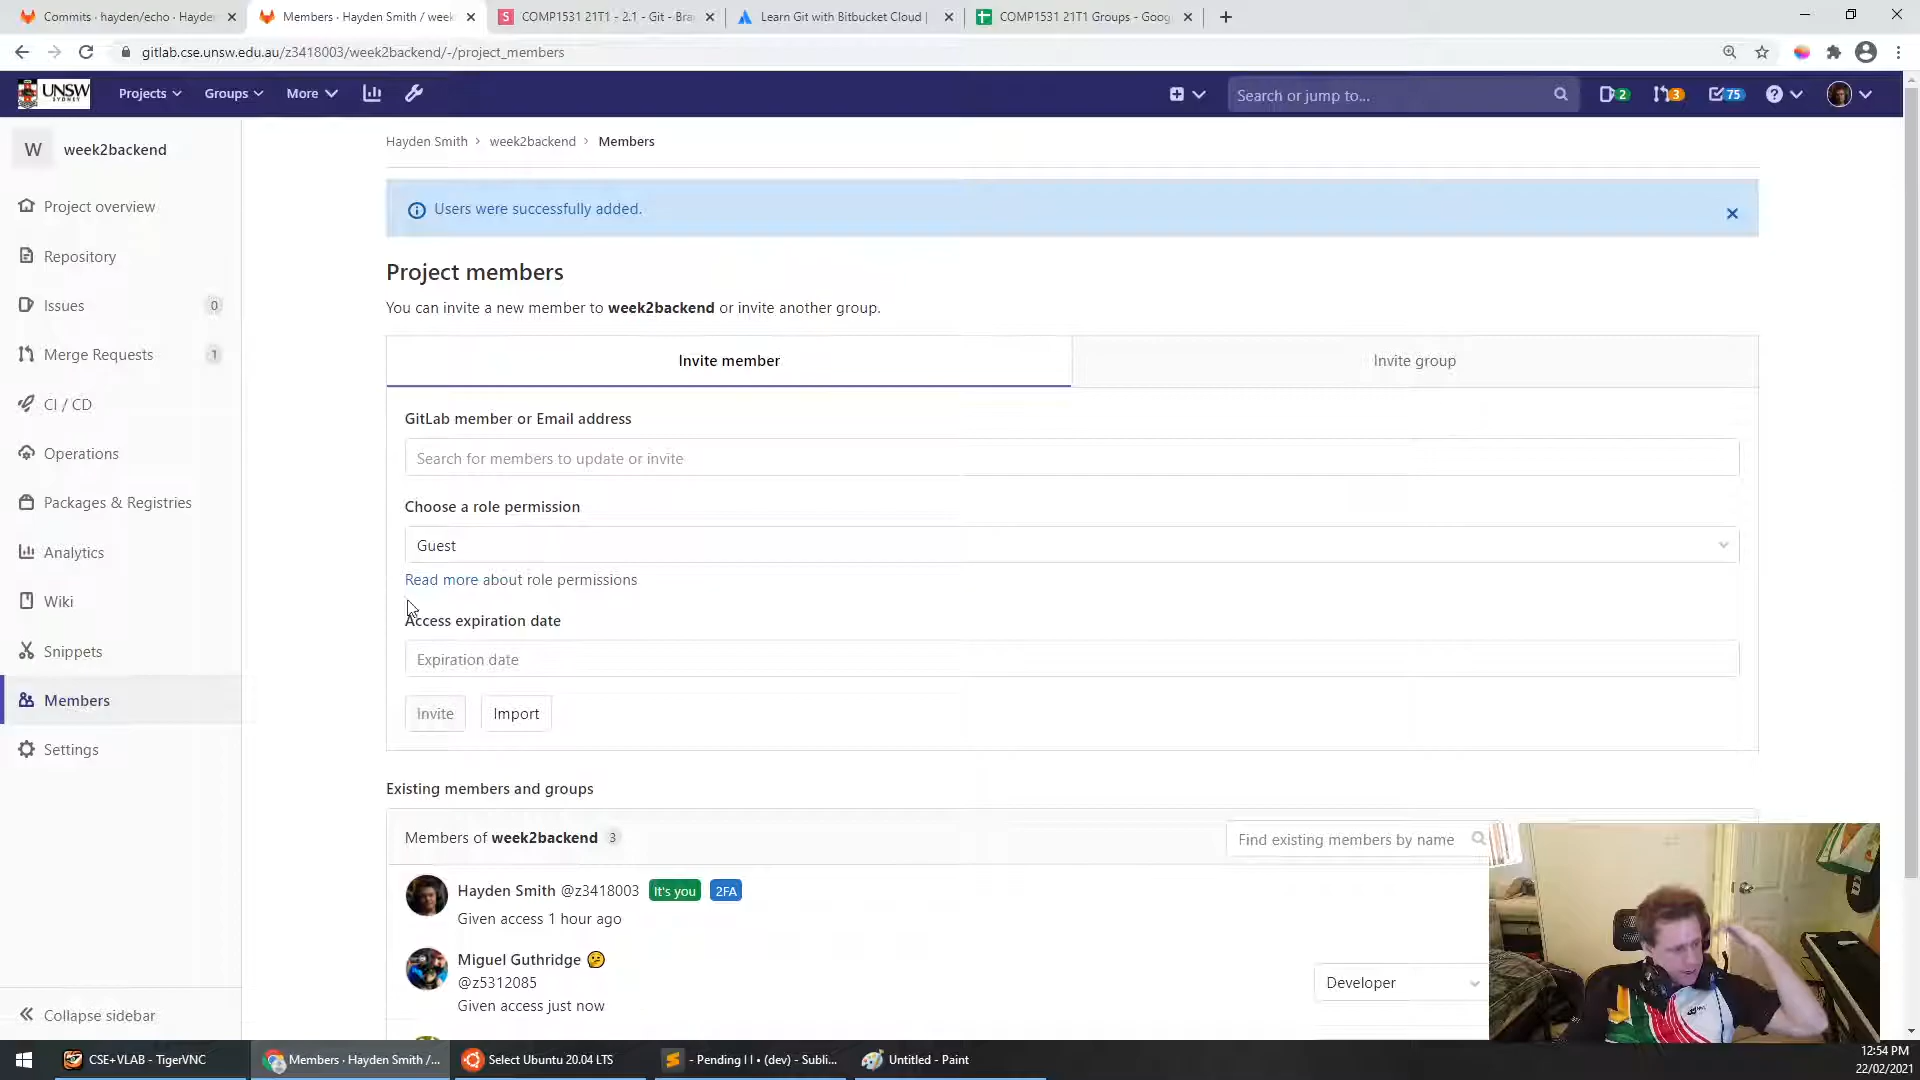 Commits · hayden/echo · Hayde
Members · Hayden Smith / week
COMP1531 21T1 - 2.1 - Git - Bra
Learn Git with Bitbucket Cloud |
COMP1531 21T1 Groups - Goog
gitlab.cse.unsw.edu.au/z3418003/week2backend/-/project_members
UNSW
SYDNEY
Projects
Groups
More
Search or jump to...
2
3
75
W
week2backend
Project overview
Repository
Issues
0
Merge Requests
1
CI / CD
Operations
Packages & Registries
Analytics
Wiki
Snippets
Members
Settings
Collapse sidebar
Hayden Smith > week2backend > Members
Users were successfully added.
Project members
You can invite a new member to week2backend or invite another group.
Invite member
Invite group
GitLab member or Email address
Search for members to update or invite
Choose a role permission
Guest
Read more about role permissions
Access expiration date
Expiration date
Invite
Import
Existing members and groups
Members of week2backend 3
Find existing members by name
Hayden Smith @z3418003 It's you 2FA
Given access 1 hour ago
Miguel Guthridge
@z5312085
Given access just now
Developer
CSE+VLAB - TigerVNC
Members · Hayden Smith /...
Select Ubuntu 20.04 LTS
- Pending I I • (dev) - Subli...
Untitled - Paint
12:54 PM
22/02/2021